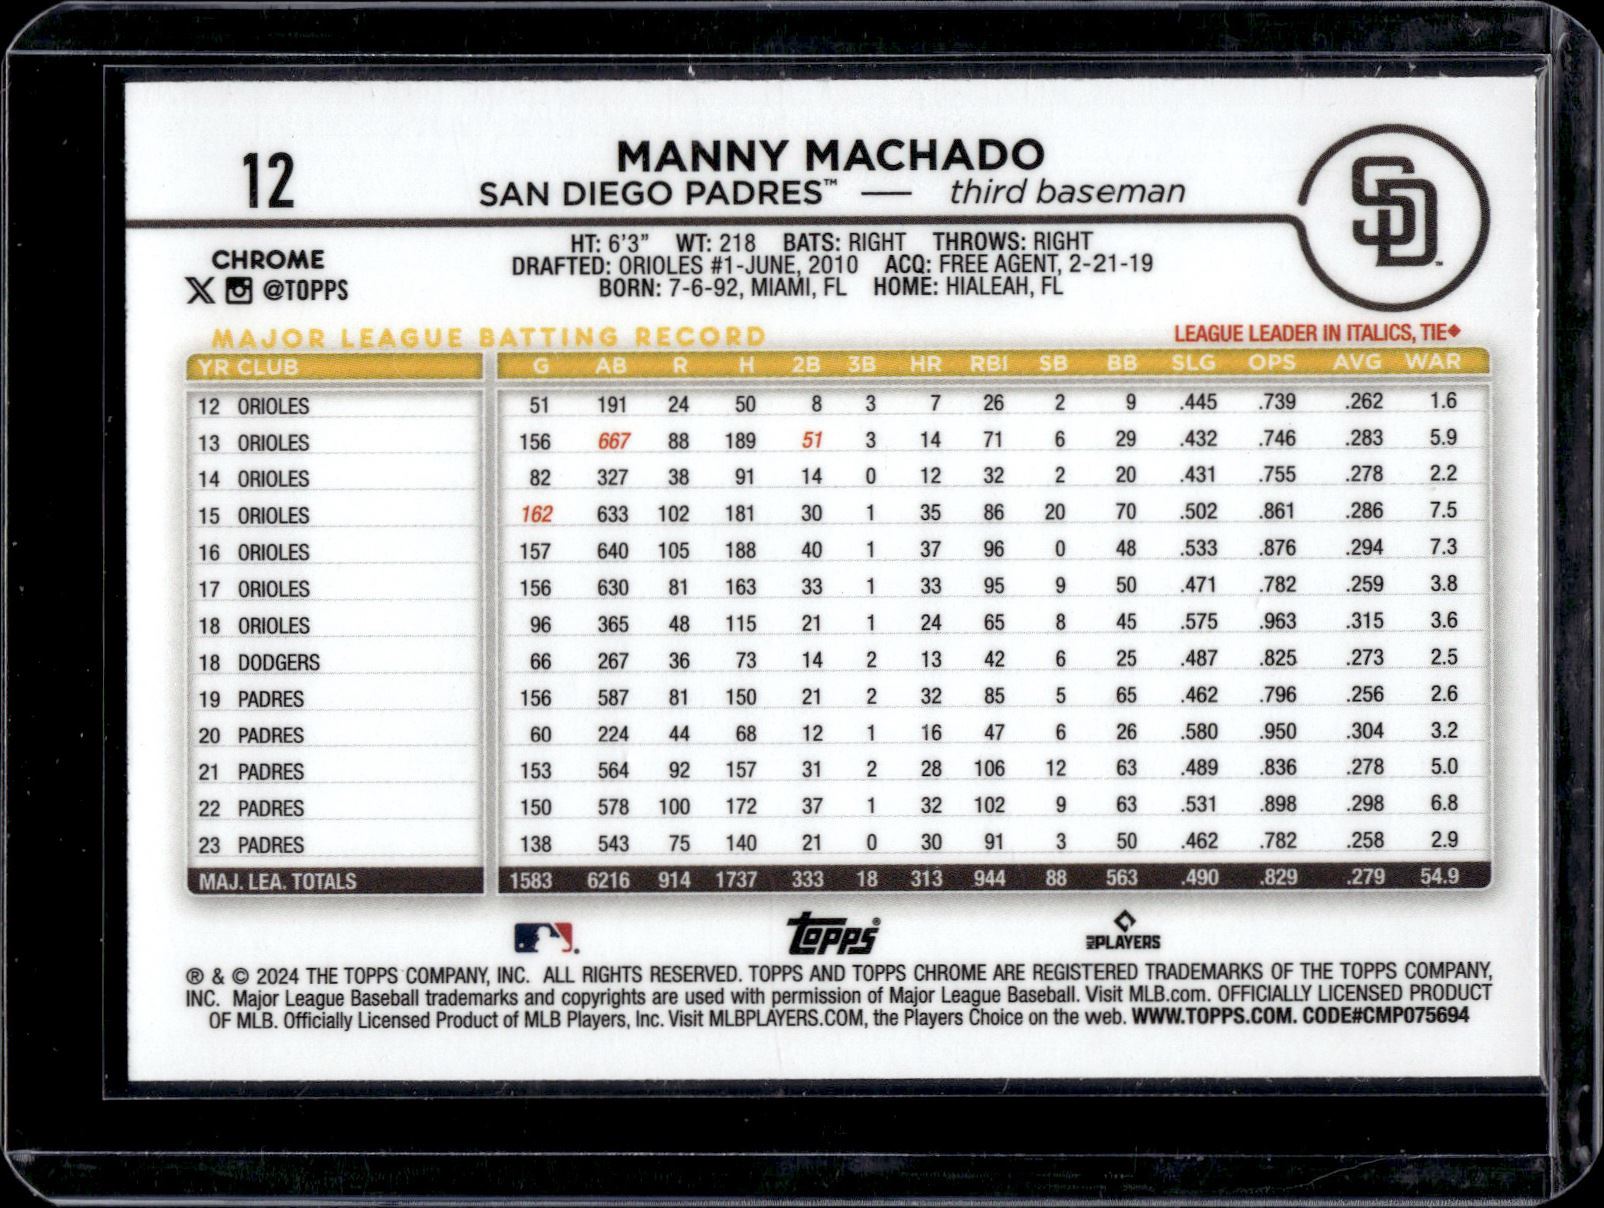 12
MANNY MACHADO
SAN DIEGO PADRES™ — third baseman
SD™
CHROME
X @TOPPS
HT: 6'3" WT: 218 BATS: RIGHT THROWS: RIGHT
DRAFTED: ORIOLES #1-JUNE, 2010 ACQ: FREE AGENT, 2-21-19
BORN: 7-6-92, MIAMI, FL HOME: HIALEAH, FL
MAJOR LEAGUE BATTING RECORD
LEAGUE LEADER IN ITALICS, TIE◆
YR CLUB G AB R H 2B 3B HR RBI SB BB SLG OPS AVG WAR
12 ORIOLES 51 191 24 50 8 3 7 26 2 9 .445 .739 .262 1.6
13 ORIOLES 156 667 88 189 51 3 14 71 6 29 .432 .746 .283 5.9
14 ORIOLES 82 327 38 91 14 0 12 32 2 20 .431 .755 .278 2.2
15 ORIOLES 162 633 102 181 30 1 35 86 20 70 .502 .861 .286 7.5
16 ORIOLES 157 640 105 188 40 1 37 96 0 48 .533 .876 .294 7.3
17 ORIOLES 156 630 81 163 33 1 33 95 9 50 .471 .782 .259 3.8
18 ORIOLES 96 365 48 115 21 1 24 65 8 45 .575 .963 .315 3.6
18 DODGERS 66 267 36 73 14 2 13 42 6 25 .487 .825 .273 2.5
19 PADRES 156 587 81 150 21 2 32 85 5 65 .462 .796 .256 2.6
20 PADRES 60 224 44 68 12 1 16 47 6 26 .580 .950 .304 3.2
21 PADRES 153 564 92 157 31 2 28 106 12 63 .489 .836 .278 5.0
22 PADRES 150 578 100 172 37 1 32 102 9 63 .531 .898 .298 6.8
23 PADRES 138 543 75 140 21 0 30 91 3 50 .462 .782 .258 2.9
MAJ. LEA. TOTALS 1583 6216 914 1737 333 18 313 944 88 563 .490 .829 .279 54.9
topps®
MLB PLAYERS
® & © 2024 THE TOPPS COMPANY, INC. ALL RIGHTS RESERVED. TOPPS AND TOPPS CHROME ARE REGISTERED TRADEMARKS OF THE TOPPS COMPANY,
INC. Major League Baseball trademarks and copyrights are used with permission of Major League Baseball. Visit MLB.com. OFFICIALLY LICENSED PRODUCT
OF MLB. Officially Licensed Product of MLB Players, Inc. Visit MLBPLAYERS.COM, the Players Choice on the web. WWW.TOPPS.COM. CODE#CMP075694